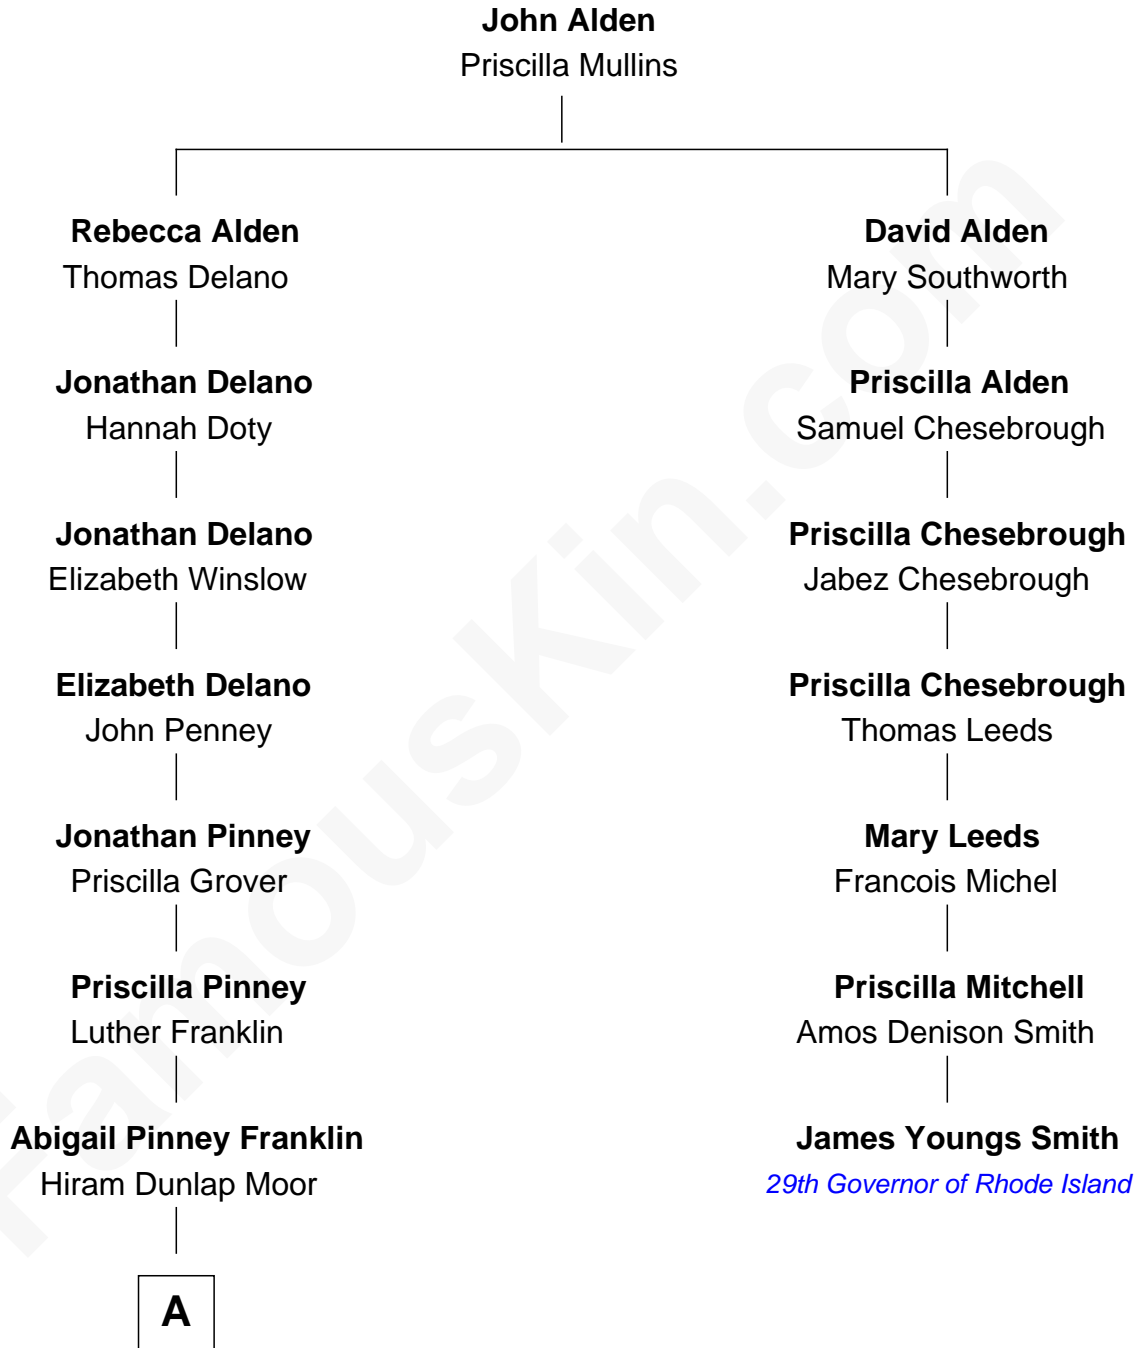 John Alden
Priscilla Mullins
Rebecca Alden
Thomas Delano
David Alden
Mary Southworth
Jonathan Delano
Hannah Doty
Priscilla Alden
Samuel Chesebrough
Jonathan Delano
Elizabeth Winslow
Priscilla Chesebrough
Jabez Chesebrough
Elizabeth Delano
John Penney
Priscilla Chesebrough
Thomas Leeds
Jonathan Pinney
Priscilla Grover
Mary Leeds
Francois Michel
Priscilla Pinney
Luther Franklin
Priscilla Mitchell
Amos Denison Smith
Abigail Pinney Franklin
Hiram Dunlap Moor
James Youngs Smith
29th Governor of Rhode Island
A
FamousKin.com